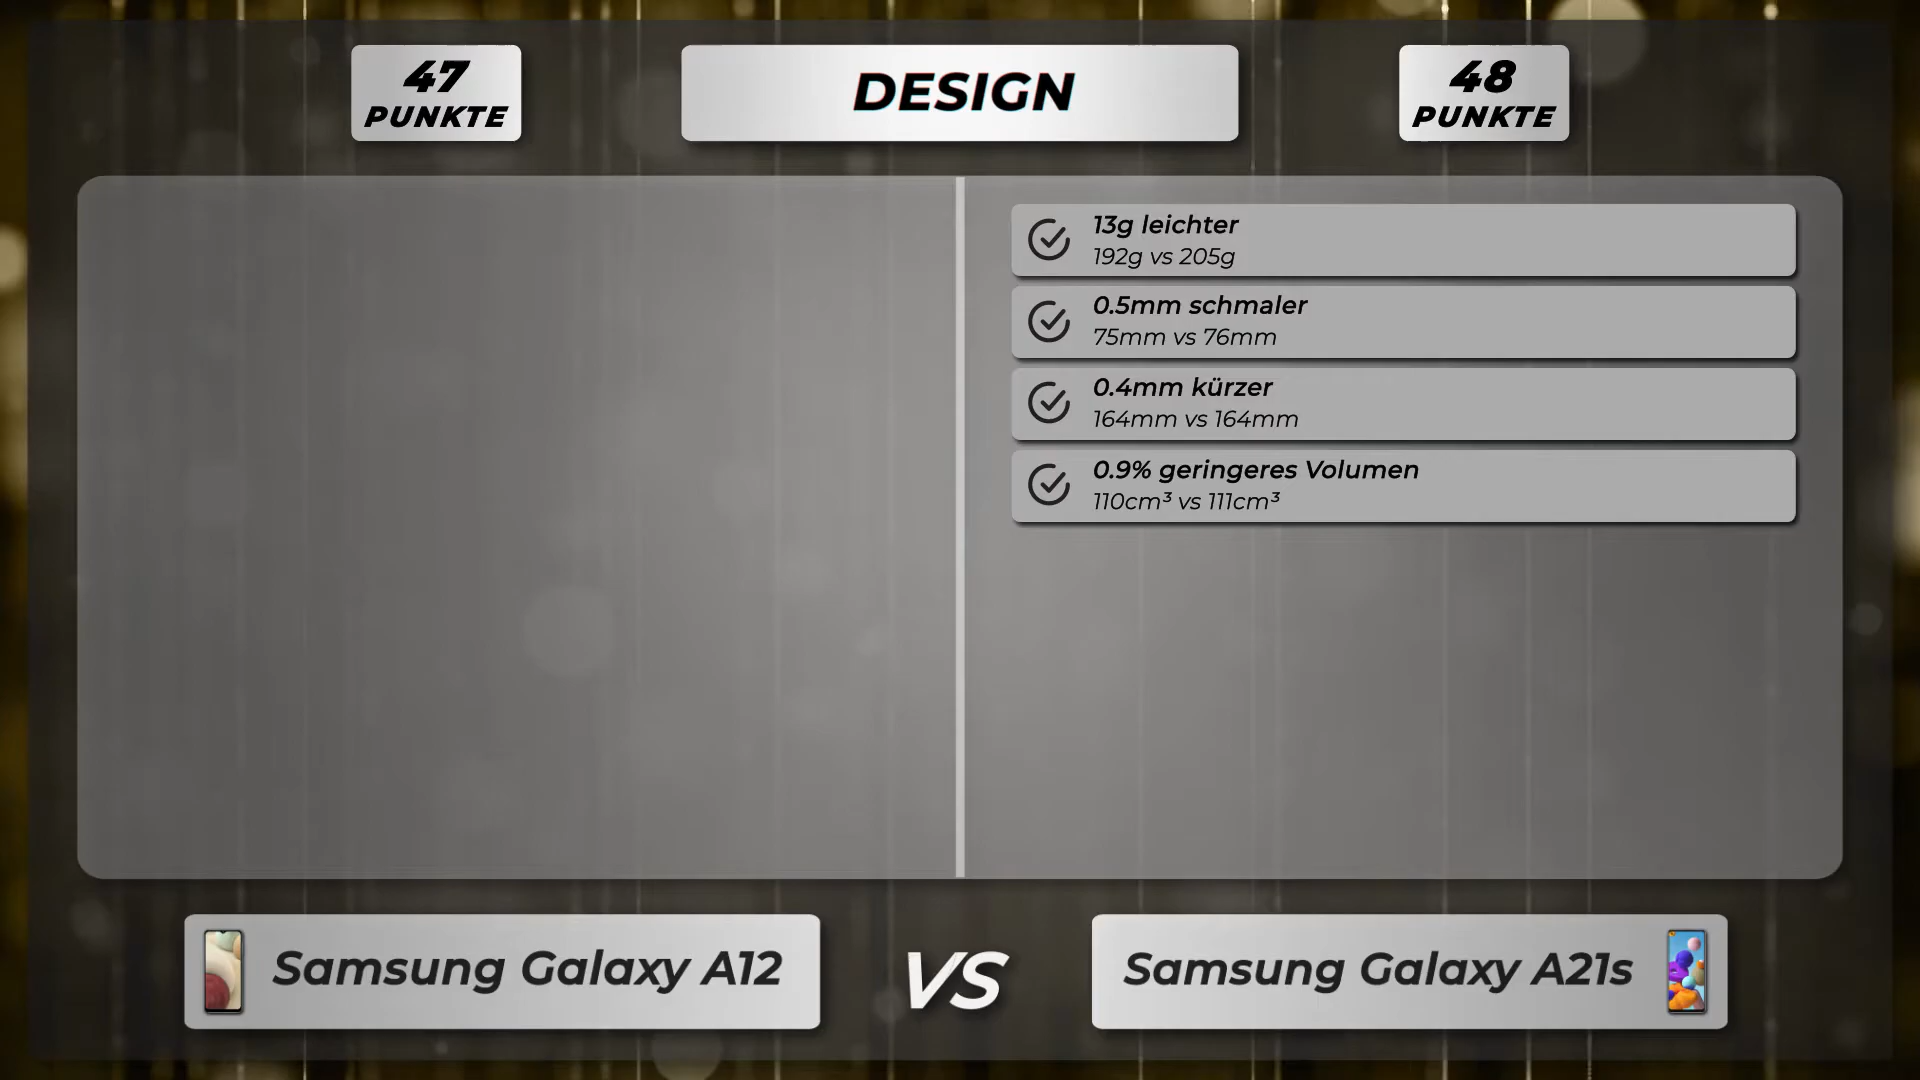 47
PUNKTE
DESIGN
48
PUNKTE
13g leichter
192g vs 205g
0.5mm schmaler
75mm vs 76mm
0.4mm kürzer
164mm vs 164mm
0.9% geringeres Volumen
110cm³ vs 111cm³
Samsung Galaxy A12
VS
Samsung Galaxy A21s